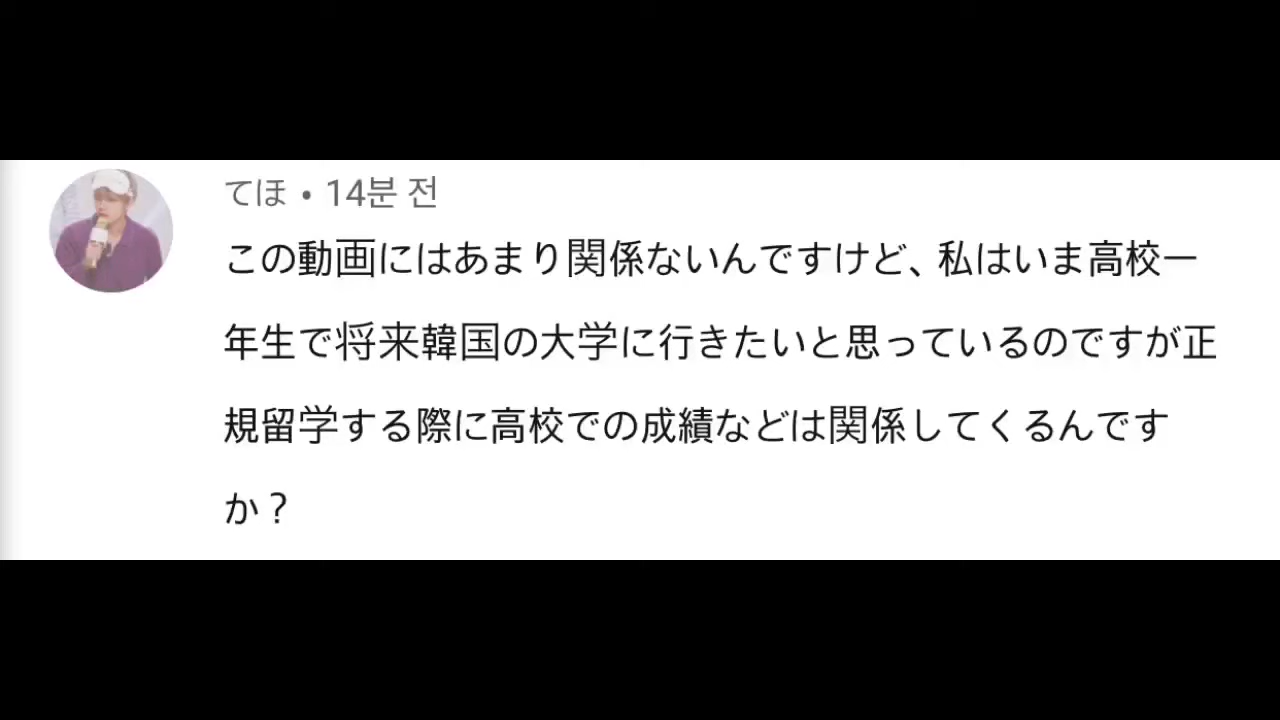 てほ • 14분 전
この動画にはあまり関係ないんですけど、私はいま高校一
年生で将来韓国の大学に行きたいと思っているのですが正
規留学する際に高校での成績などは関係してくるんです
か？